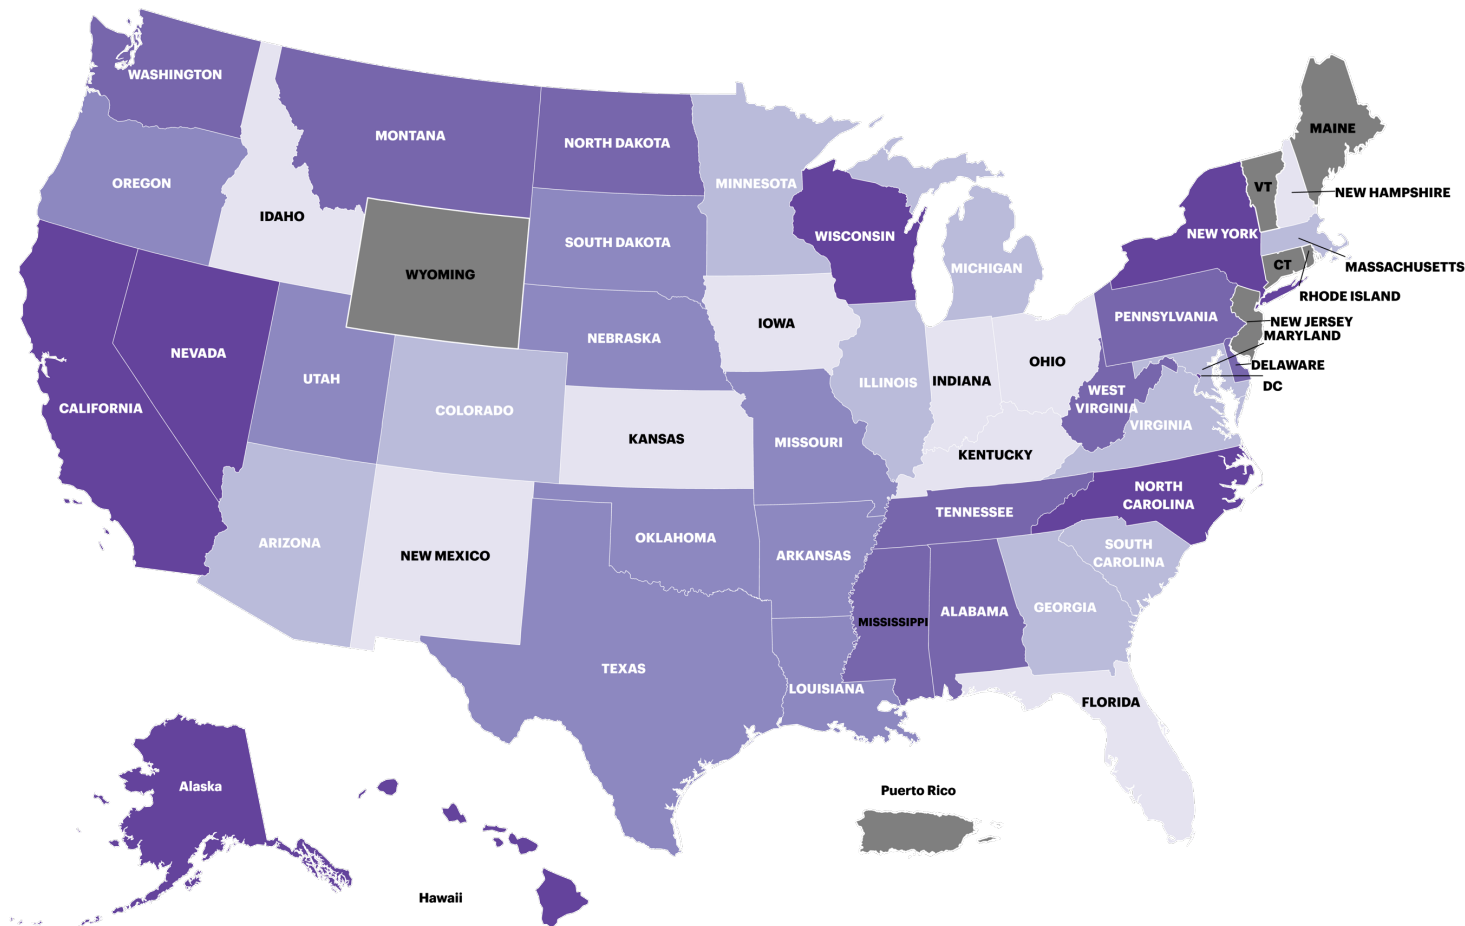 WASHINGTON
MONTANA
NORTH DAKOTA
MINNESOTA
MAINE
VT
NEW HAMPSHIRE
OREGON
IDAHO
SOUTH DAKOTA
WISCONSIN
NEW YORK
MICHIGAN
MASSACHUSETTS
CT
WYOMING
RHODE ISLAND
IOWA
PENNSYLVANIA
NEW JERSEY
MARYLAND
NEBRASKA
NEVADA
OHIO
DELAWARE
UTAH
ILLINOIS
INDIANA
DC
CALIFORNIA
COLORADO
WEST
VIRGINIA
VIRGINIA
KANSAS
MISSOURI
KENTUCKY
NORTH
CAROLINA
TENNESSEE
ARIZONA
NEW MEXICO
OKLAHOMA
ARKANSAS
SOUTH
CAROLINA
MISSISSIPPI
ALABAMA
GEORGIA
TEXAS
LOUISIANA
FLORIDA
Alaska
Puerto Rico
Hawaii